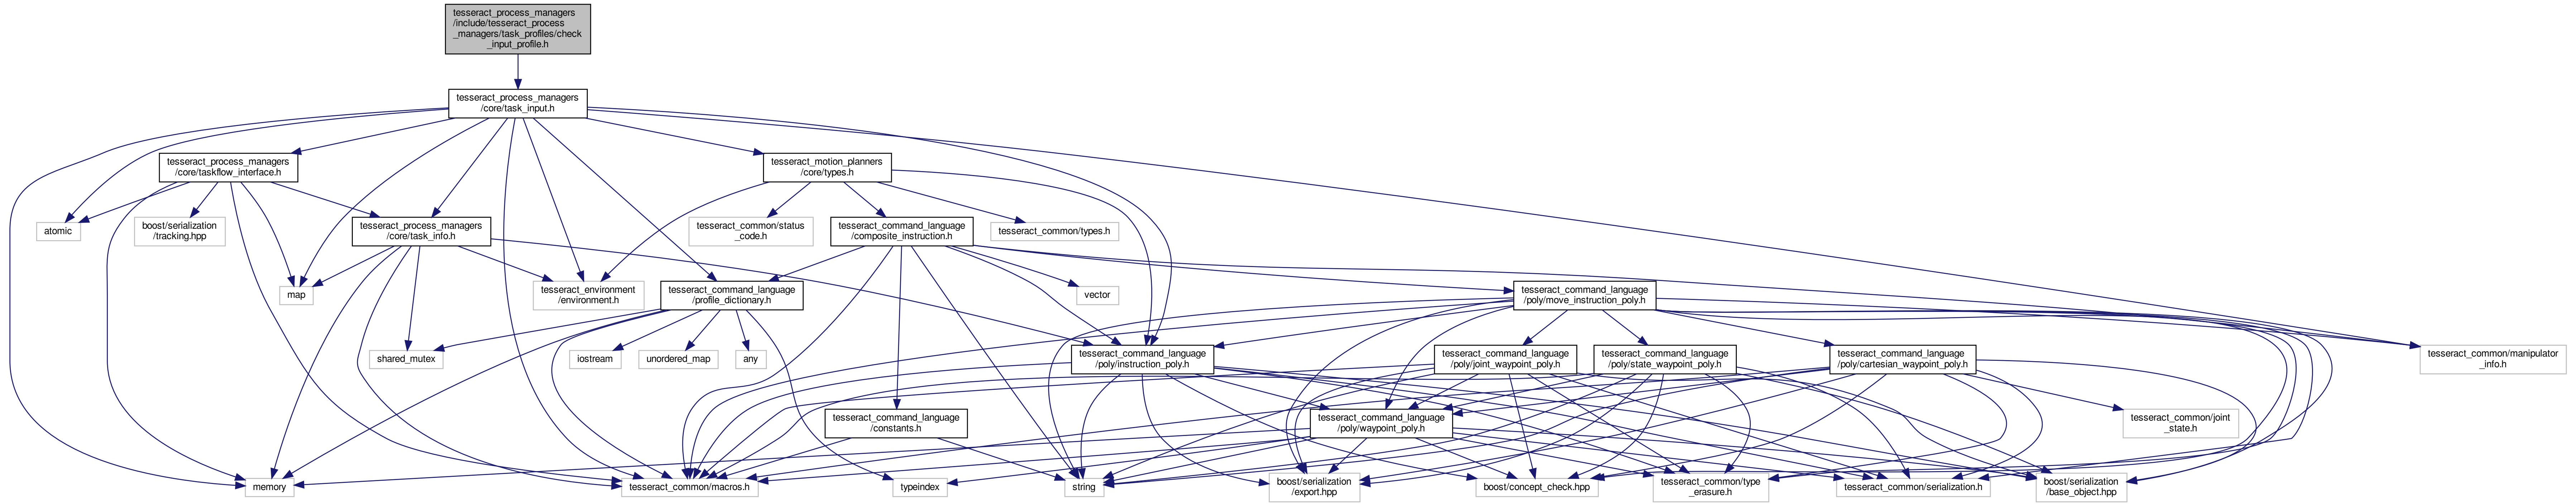 tesseract_process_managers
/include/tesseract_process
_managers/task_profiles/check
_input_profile.h
tesseract_process_managers
/core/task_input.h
tesseract_process_managers
/core/taskflow_interface.h
tesseract_motion_planners
/core/types.h
atomic
boost/serialization
/tracking.hpp
tesseract_process_managers
/core/task_info.h
tesseract_common/status
_code.h
tesseract_command_language
/composite_instruction.h
tesseract_common/types.h
map
tesseract_environment
/environment.h
tesseract_command_language
/profile_dictionary.h
vector
tesseract_command_language
/poly/move_instruction_poly.h
shared_mutex
iostream
unordered_map
any
tesseract_command_language
/poly/instruction_poly.h
tesseract_command_language
/poly/joint_waypoint_poly.h
tesseract_command_language
/poly/state_waypoint_poly.h
tesseract_command_language
/poly/cartesian_waypoint_poly.h
tesseract_common/manipulator
_info.h
tesseract_command_language
/constants.h
tesseract_command_language
/poly/waypoint_poly.h
tesseract_common/joint
_state.h
memory
tesseract_common/macros.h
typeindex
string
boost/serialization
/export.hpp
boost/concept_check.hpp
tesseract_common/type
_erasure.h
tesseract_common/serialization.h
boost/serialization
/base_object.hpp